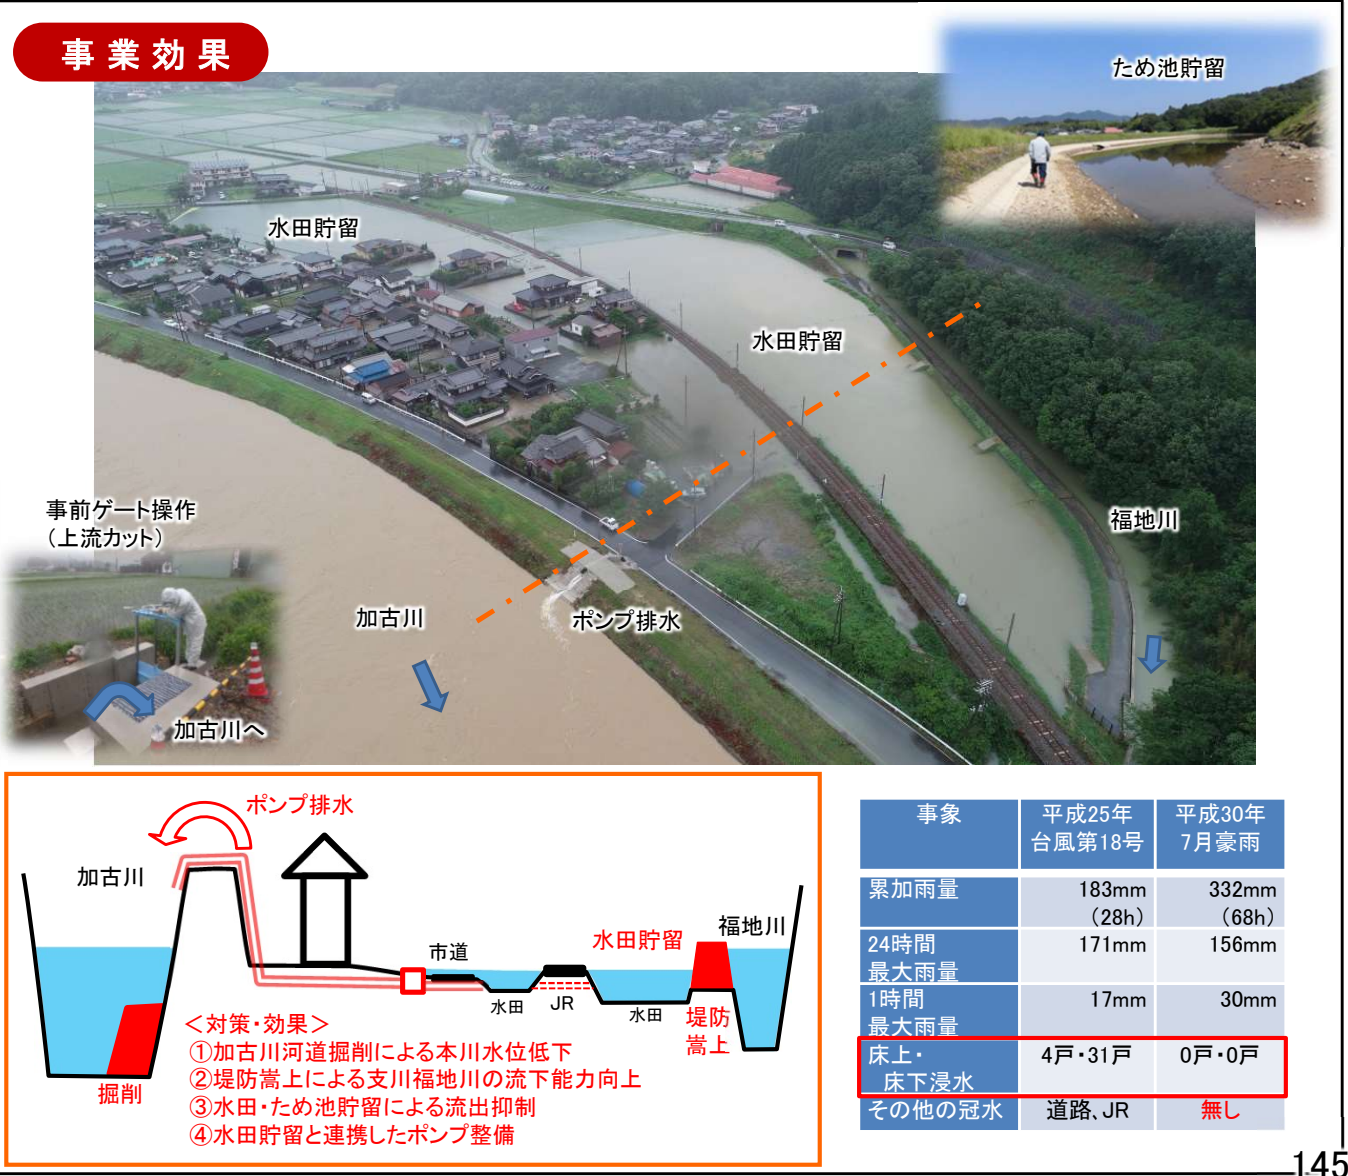 事業効果
ため池貯留
水田貯留
水田貯留
事前ゲート操作
（上流カット）
福地川
加古川
ポンプ排水
加古川へ
ポンプ排水
加古川
福地川
水田貯留
市道
水田
JR
水田
堤防
嵩上
掘削
＜対策・効果＞
①加古川河道掘削による本川水位低下
②堤防嵩上による支川福地川の流下能力向上
③水田・ため池貯留による流出抑制
④水田貯留と連携したポンプ整備
事象 平成25年 平成30年
台風第18号 7月豪雨
累加雨量 183mm 332mm
（28h） （68h）
24時間 171mm 156mm
最大雨量
1時間 17mm 30mm
最大雨量
床上・ 4戸・31戸 0戸・0戸
床下浸水
その他の冠水 道路、JR 無し
145